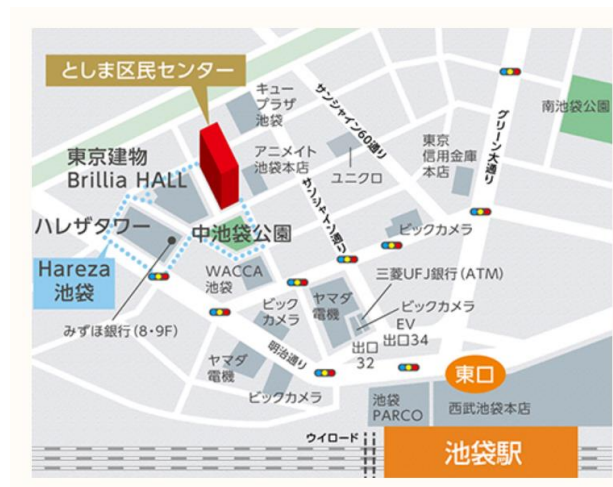 としま区民センター
キュー
プラザ
池袋
サンシャイン60通り
グリーン大通り
南池袋公園
東京建物
Brillia HALL
アニメイト
池袋本店
ユニクロ
東京
信用金庫
本店
ハレザタワー
中池袋公園
サンシャイン通り
ビックカメラ
Hareza
池袋
WACCA
池袋
三菱UFJ銀行(ATM)
みずほ銀行(8・9F)
ビック
カメラ
ヤマダ
電機
ビックカメラ
EV
出口34
出口
32
明治通り
ヤマダ
電機
ビックカメラ
東口
池袋
PARCO
西武池袋本店
ウイロード
池袋駅